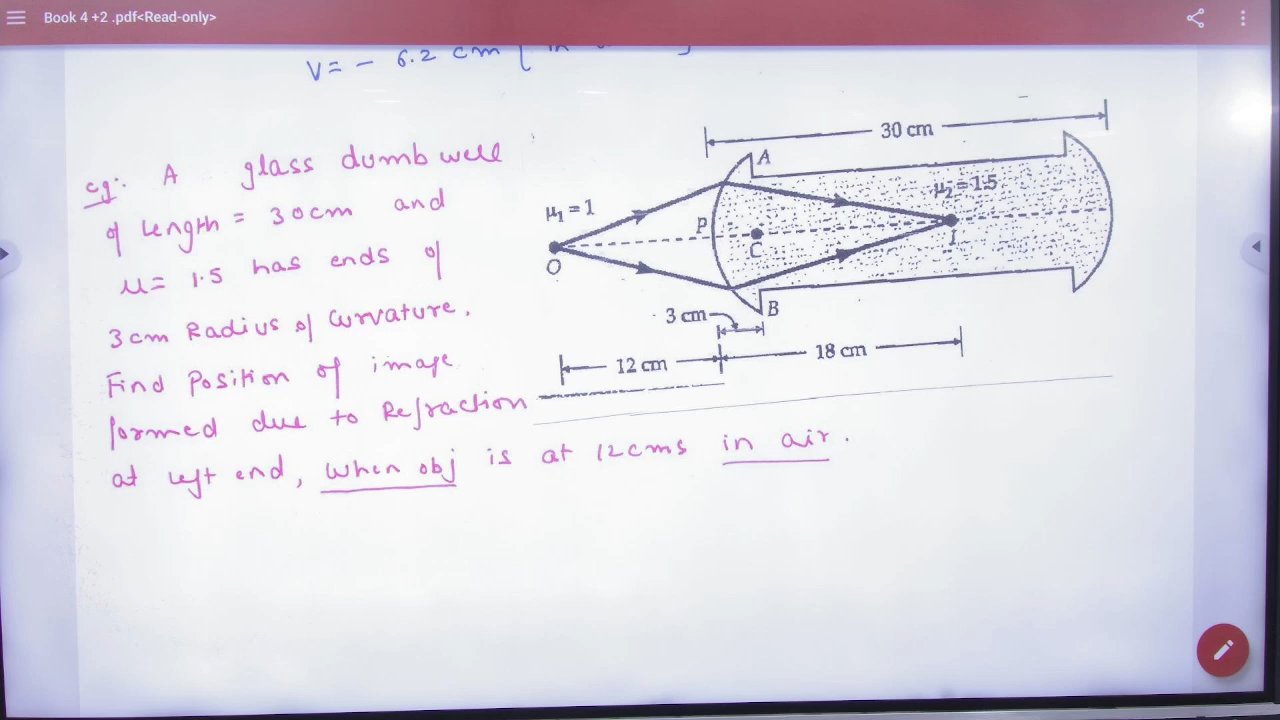 Book 4 +2 .pdf<Read-only>
V = - 6.2 cm
eg:- A glass dumb well
of length = 30cm and
μ = 1.5 has ends of
3cm Radius of Curvature.
Find Position of image
formed due to Refraction
at left end, when obj is at 12cms in air.
30 cm
A
μ₂ = 1.5
μ₁ = 1
P
C
I
O
B
3 cm
12 cm
18 cm